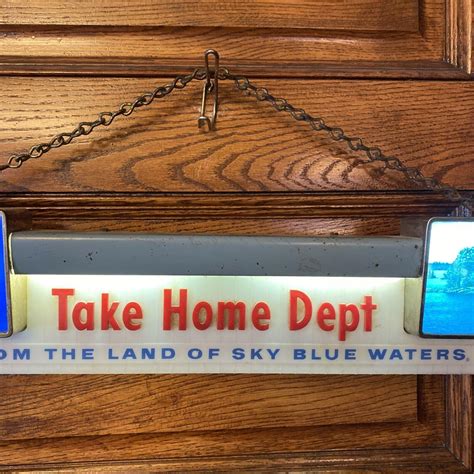 Take Home Dept
OM THE LAND OF SKY BLUE WATERS.